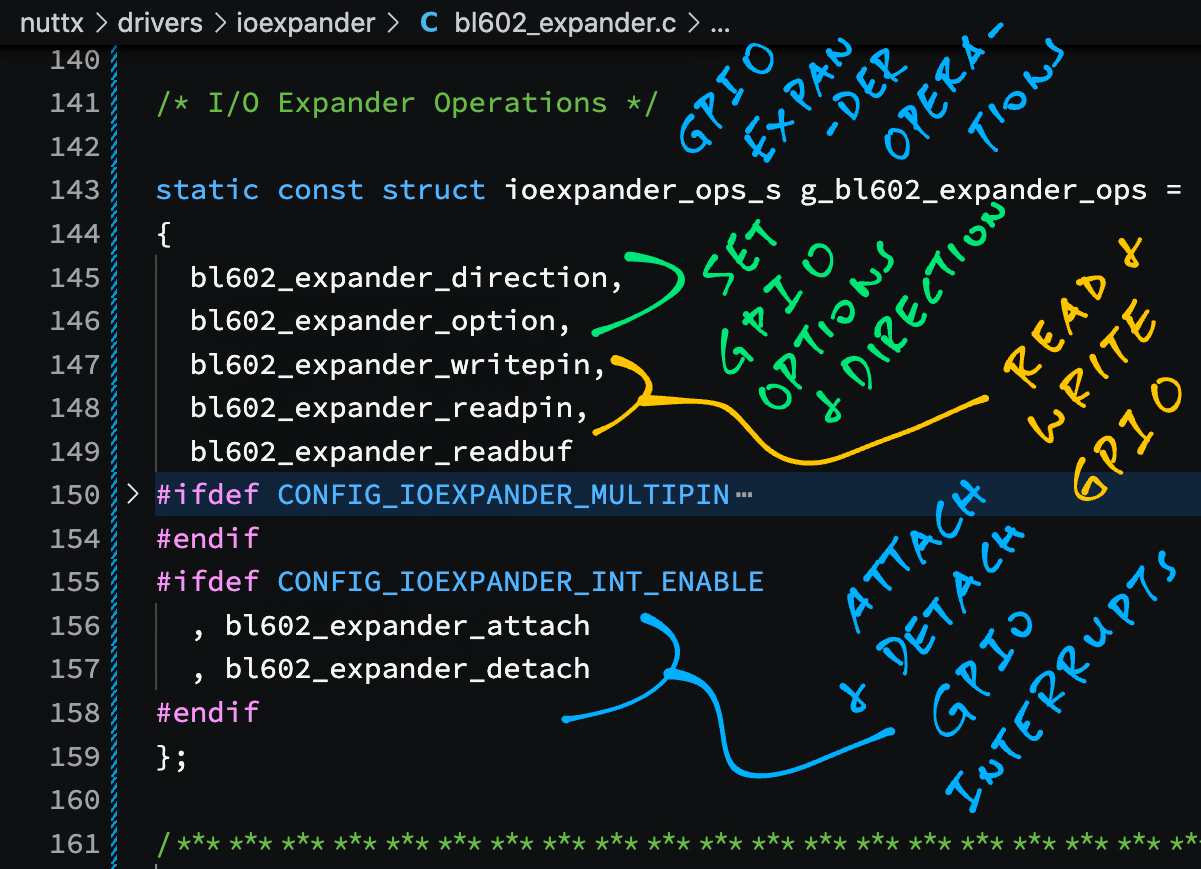 nuttx > drivers > ioexpander > C bl602_expander.c > ...
140
141 /* I/O Expander Operations */
142
GPIO
EXPAN
-DER
OPERA-
TIONS
143 static const struct ioexpander_ops_s g_bl602_expander_ops =
144 {
145 bl602_expander_direction,
146 bl602_expander_option,
SET
GPIO
OPTIONS
& DIRECTION
147 bl602_expander_writepin,
148 bl602_expander_readpin,
149 bl602_expander_readbuf
READ &
WRITE
GPIO
150 > #ifdef CONFIG_IOEXPANDER_MULTIPIN ⋯
154 #endif
155 #ifdef CONFIG_IOEXPANDER_INT_ENABLE
156 , bl602_expander_attach
157 , bl602_expander_detach
158 #endif
ATTACH
& DETACH
GPIO
INTERRUPTS
159 };
160
161 /*** *** *** *** *** *** *** *** *** *** *** *** *** *** *** *** *** *** *** **